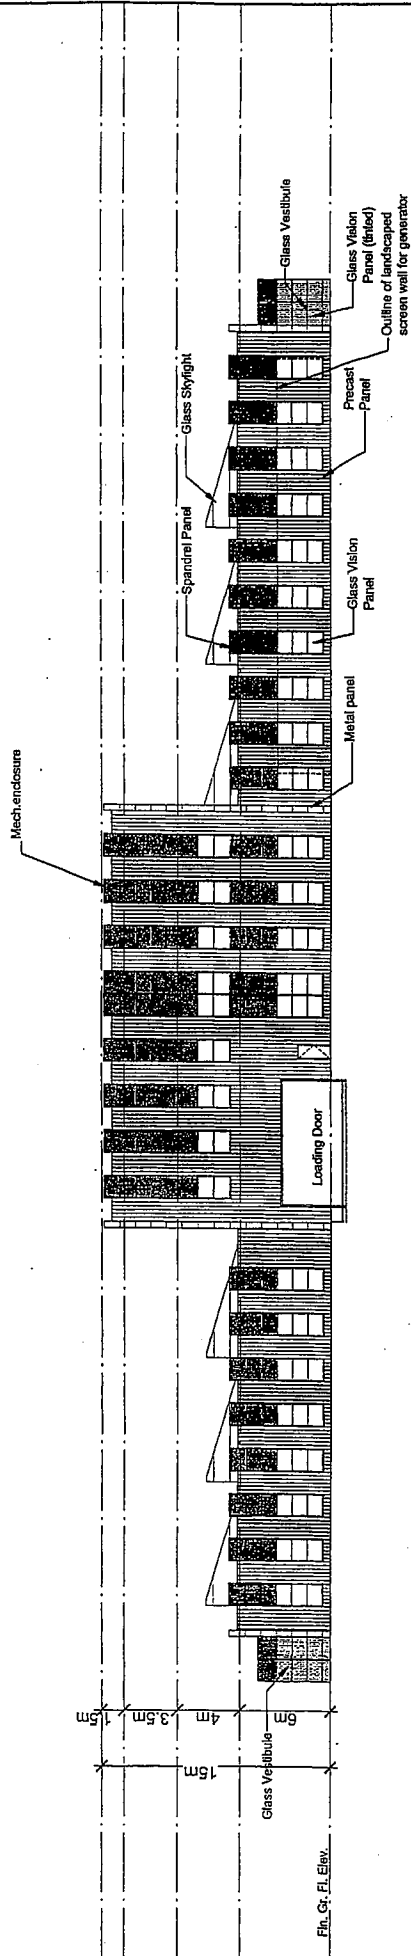 Mech.enclosure
Spandrel Panel
Glass Skylight
Glass Vestibule
Glass Vision
Panel (tinted)
Outline of landscaped
screen wall for generator
Precast
Panel
Glass Vision
Panel
Metal panel
Loading Door
1.5m
3.5m
4m
6m
15m
Glass Vestibule
Fin. Gr. Fl. Elev.